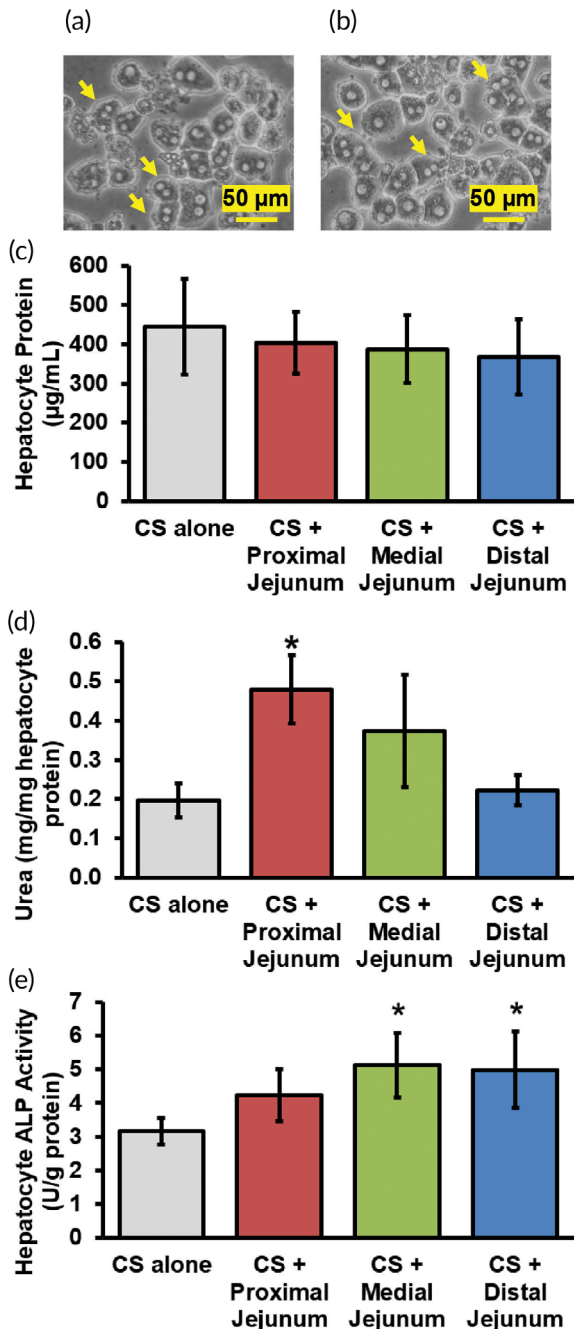 (a)
(b)
50 µm
50 µm
(c)
Hepatocyte Protein
(µg/mL)
600
500
400
300
200
100
0
CS alone
CS +
Proximal
Jejunum
CS +
Medial
Jejunum
CS +
Distal
Jejunum
(d)
Urea (mg/mg hepatocyte
protein)
0.6
0.5
0.4
0.3
0.2
0.1
0.0
*
CS alone
CS +
Proximal
Jejunum
CS +
Medial
Jejunum
CS +
Distal
Jejunum
(e)
Hepatocyte ALP Activity
(U/g protein)
7
6
5
4
3
2
1
0
*
*
CS alone
CS +
Proximal
Jejunum
CS +
Medial
Jejunum
CS +
Distal
Jejunum